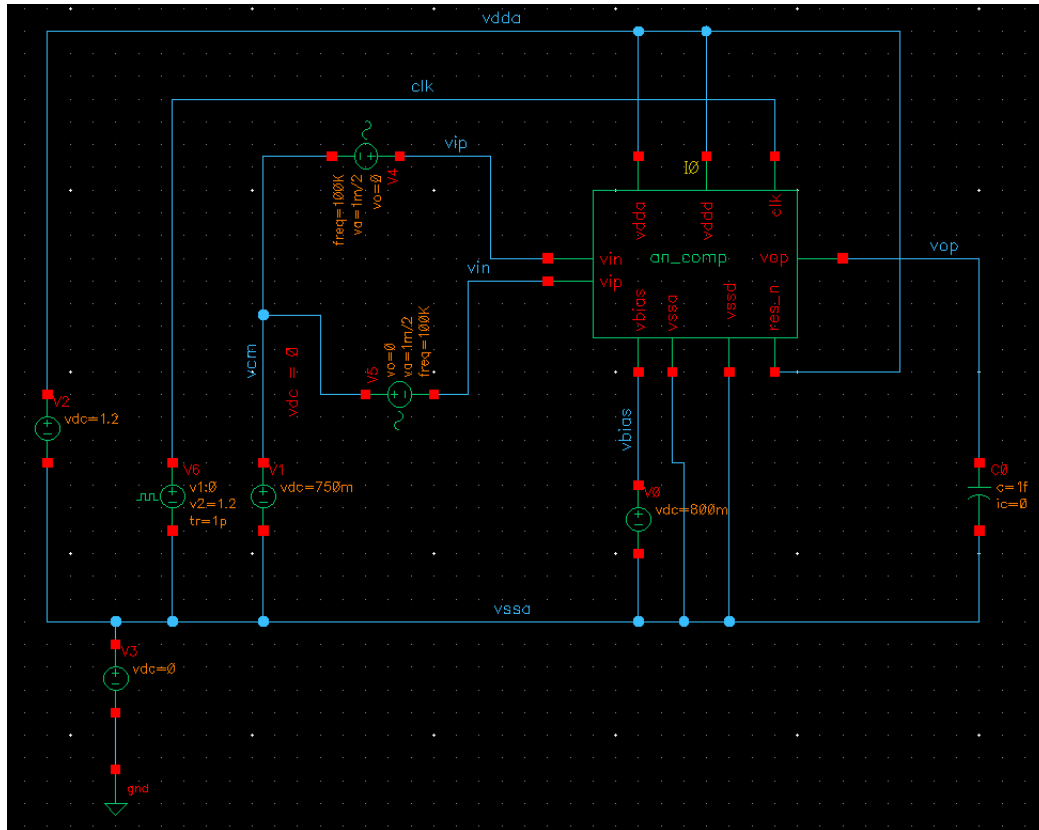 vdda
clk
vip
V4
freq=100K
va=1m/2
vo=0
I0
vdda
vddd
clk
an_comp
vin
vip
vop
vbias
vssa
vssd
res_n
vop
vin
vcm
vdc = 0
V5
vo=0
va=1m/2
freq=100K
V2
vdc=1.2
V6
v1:0
v2=1.2
tr=1p
V1
vdc=750m
vbias
V0
vdc=800m
C0
c=1f
ic=0
vssa
V3
vdc=0
gnd